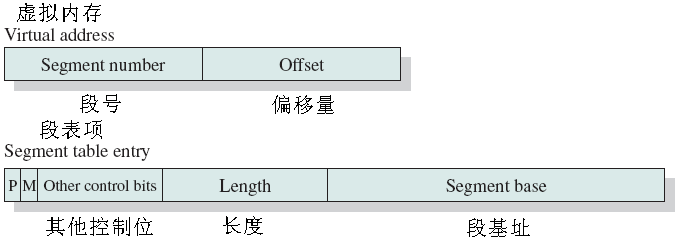 虚拟内存
Virtual address
Segment number Offset
段号 偏移量
段表项
Segment table entry
P M Other control bits Length Segment base
其他控制位 长度 段基址